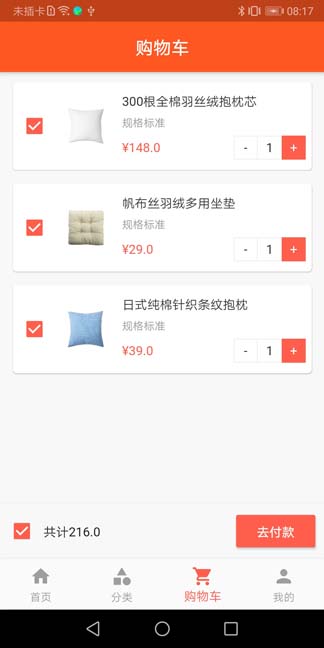 未插卡 08:17
购物车
300根全棉羽丝绒抱枕芯
规格标准
¥148.0 - 1 +
帆布丝羽绒多用坐垫
规格标准
¥29.0 - 1 +
日式纯棉针织条纹抱枕
规格标准
¥39.0 - 1 +
共计216.0 去付款
首页 分类 购物车 我的